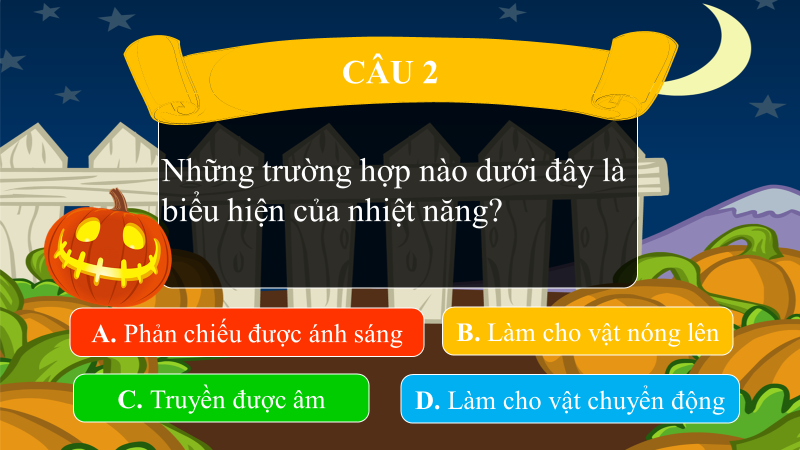 CÂU 2
Những trường hợp nào dưới đây là
biểu hiện của nhiệt năng?
A. Phản chiếu được ánh sáng
B. Làm cho vật nóng lên
C. Truyền được âm
D. Làm cho vật chuyển động